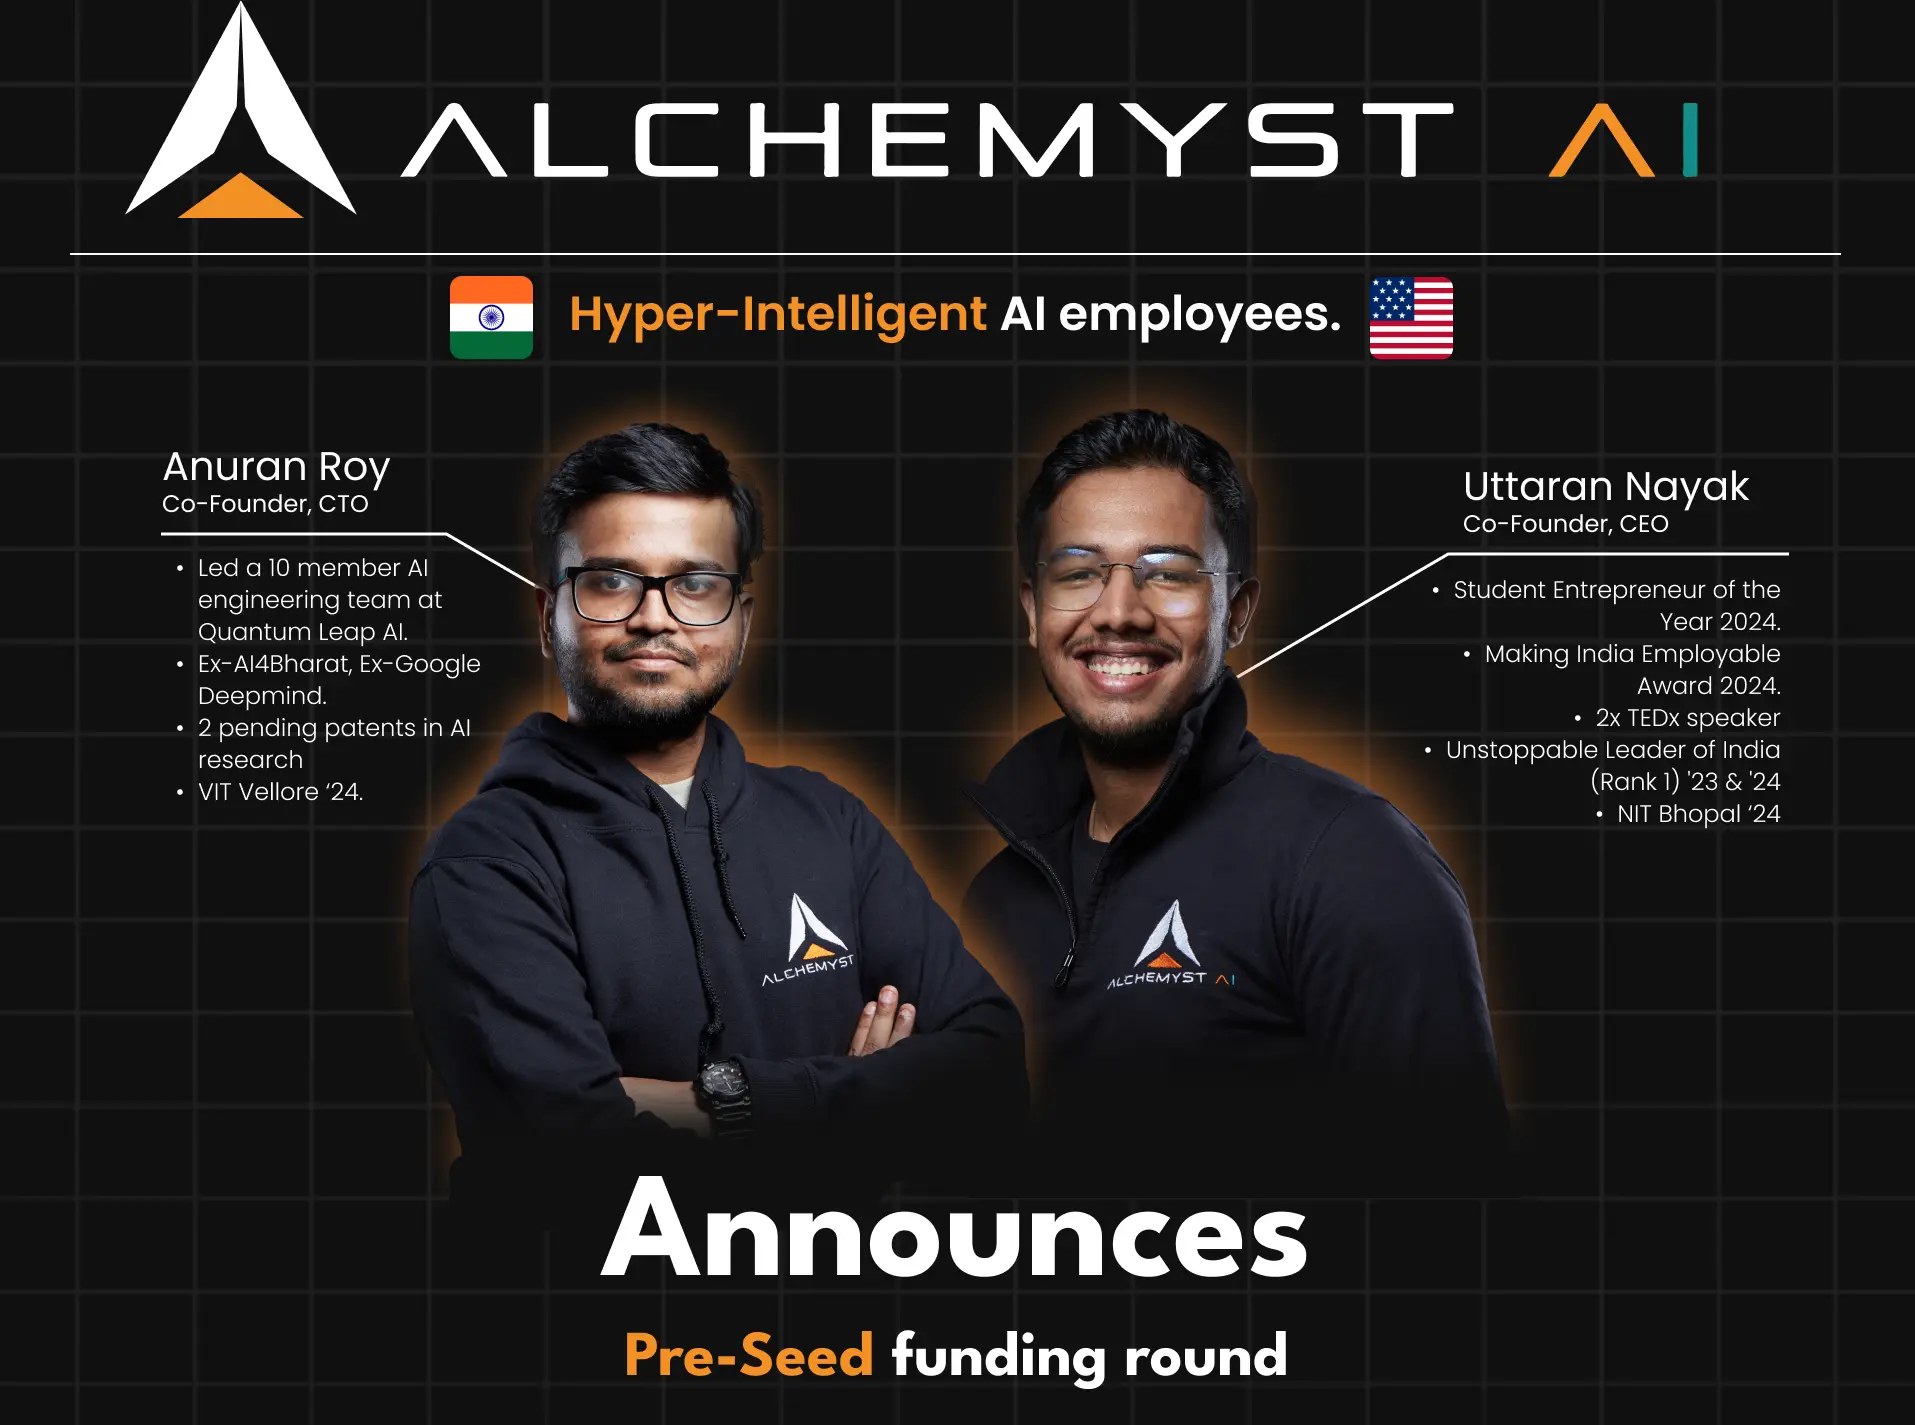 ALCHEMYST AI
Hyper-Intelligent AI employees.
Anuran Roy
Co-Founder, CTO
• Led a 10 member AI
engineering team at
Quantum Leap AI.
• Ex-AI4Bharat, Ex-Google
Deepmind.
• 2 pending patents in AI
research
• VIT Vellore ‘24.
Uttaran Nayak
Co-Founder, CEO
• Student Entrepreneur of the
Year 2024.
• Making India Employable
Award 2024.
• 2x TEDx speaker
• Unstoppable Leader of India
(Rank 1) '23 & '24
• NIT Bhopal ‘24
ALCHEMYST
ALCHEMYST AI
Announces
Pre-Seed funding round